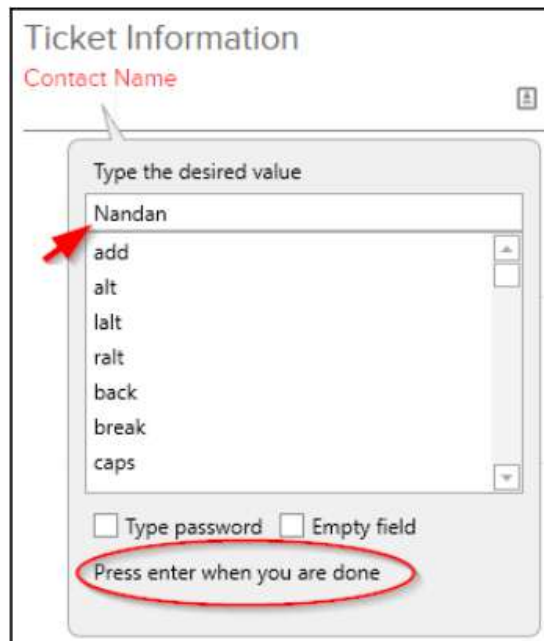 Ticket Information
Contact Name
Type the desired value
Nandan
add
alt
lalt
ralt
back
break
caps
Type password Empty field
Press enter when you are done